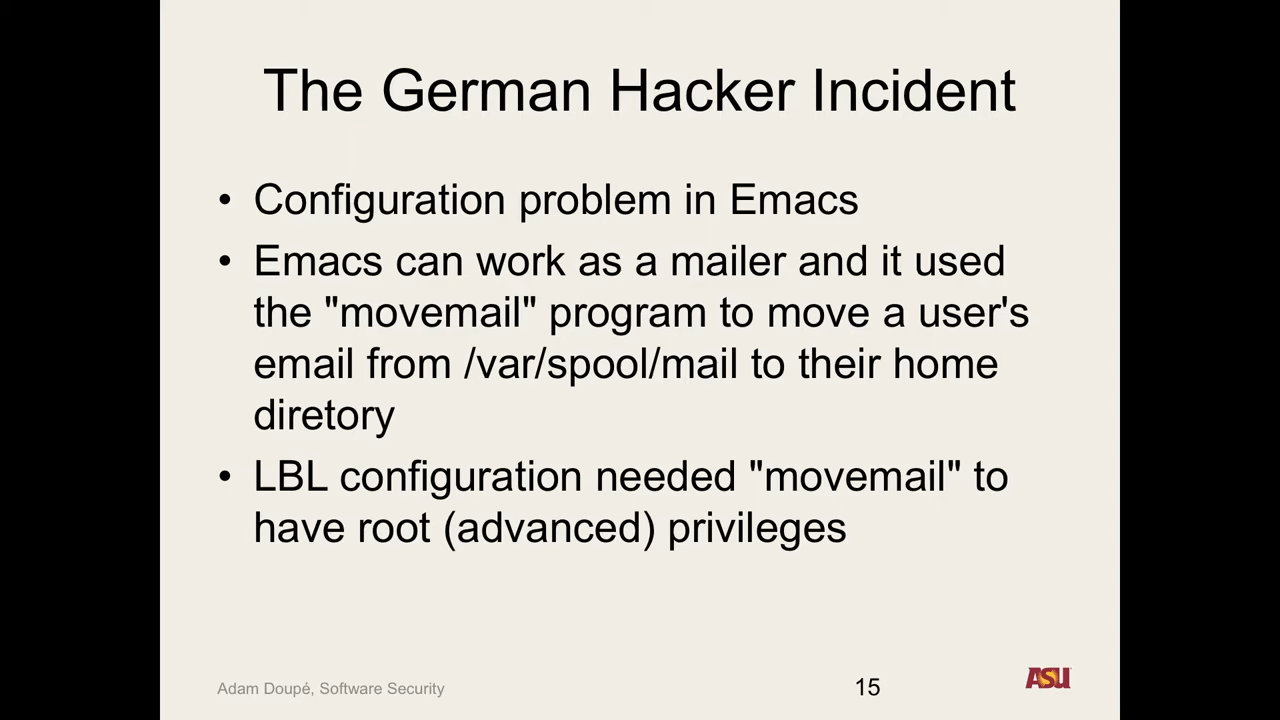 The German Hacker Incident
• Configuration problem in Emacs
• Emacs can work as a mailer and it used
the "movemail" program to move a user's
email from /var/spool/mail to their home
diretory
• LBL configuration needed "movemail" to
have root (advanced) privileges
Adam Doupé, Software Security
15
ASU